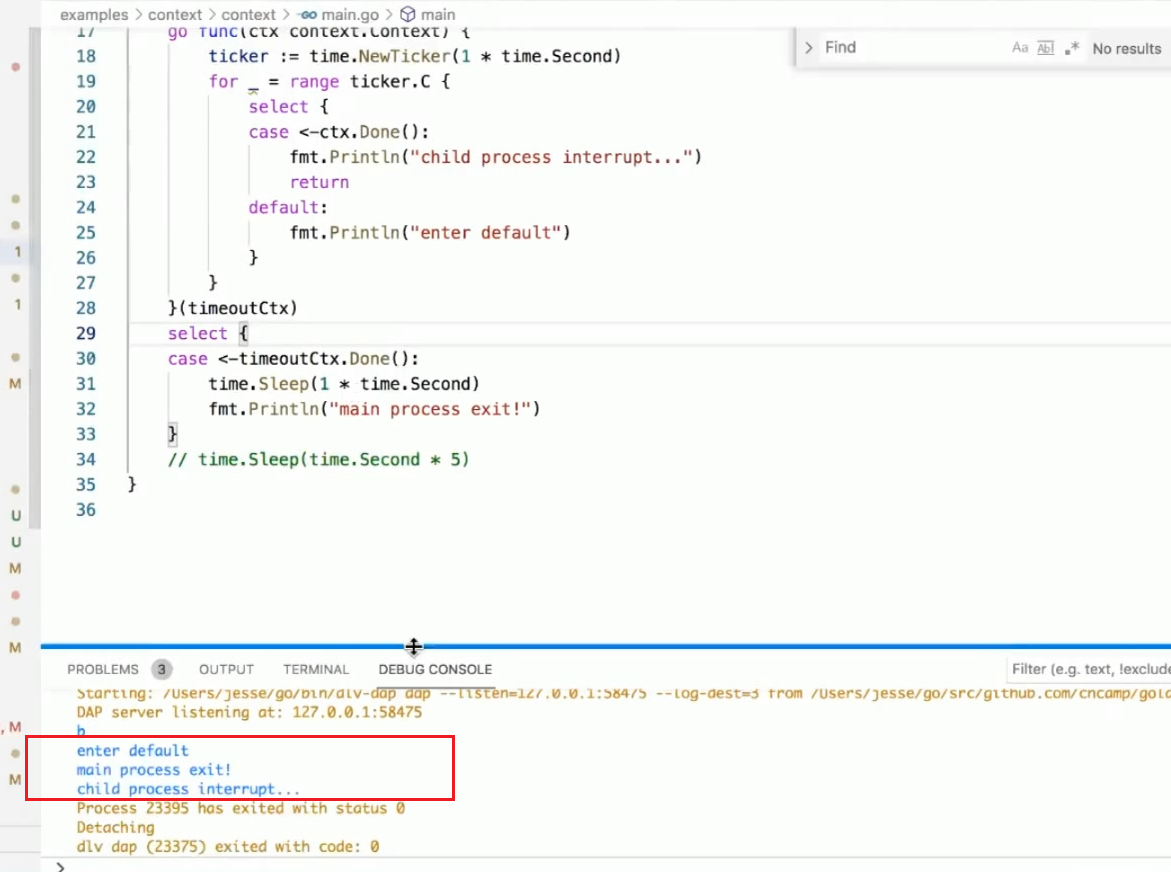 examples > context > context > main.go > main
17 go func(ctx context.Context) {
18 ticker := time.NewTicker(1 * time.Second)
19 for _ = range ticker.C {
20 select {
21 case <-ctx.Done():
22 fmt.Println("child process interrupt...")
23 return
24 default:
25 fmt.Println("enter default")
26 }
27 }
28 }(timeoutCtx)
29 select {
30 case <-timeoutCtx.Done():
31 time.Sleep(1 * time.Second)
32 fmt.Println("main process exit!")
33 }
34 // time.Sleep(time.Second * 5)
35 }
36
> Find Aa Abl .* No results
1
1
M
U
U
M
M
, M
M
PROBLEMS 3 OUTPUT TERMINAL DEBUG CONSOLE Filter (e.g. text, !exclude
Starting: /Users/jesse/go/bin/dlv-dap dap --listen=127.0.0.1:58475 --log-dest=3 from /Users/jesse/go/src/github.com/cncamp/gola
DAP server listening at: 127.0.0.1:58475
b
enter default
main process exit!
child process interrupt...
Process 23395 has exited with status 0
Detaching
dlv dap (23375) exited with code: 0
>